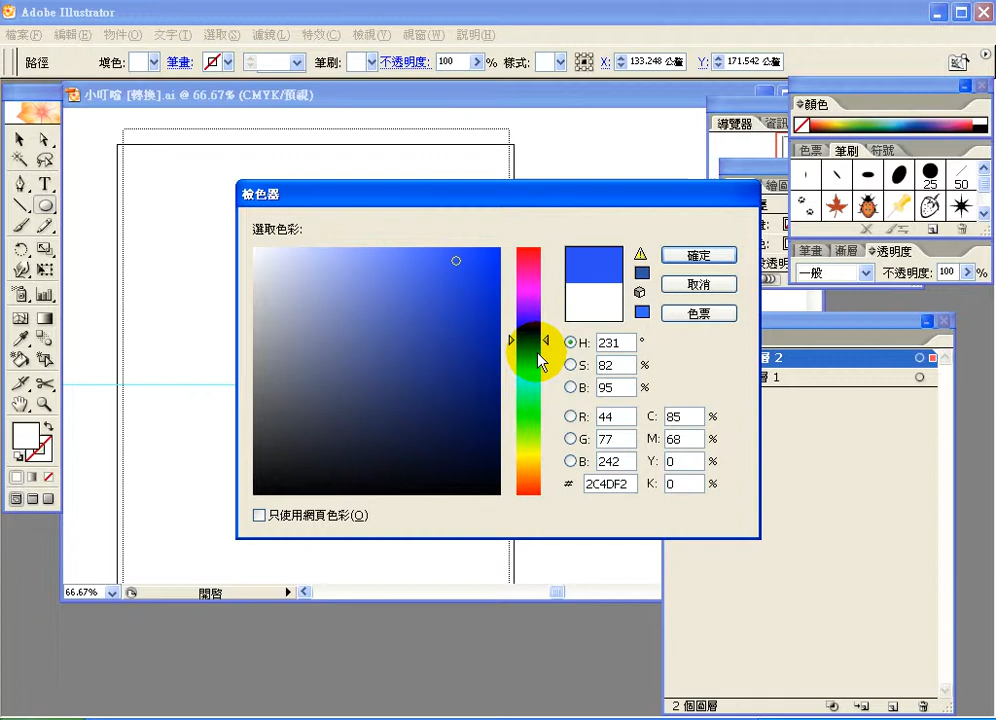 Adobe Illustrator
檔案(F) 編輯(E) 物件(O) 文字(T) 選取(S) 濾鏡(L) 特效(C) 檢視(V) 視窗(W) 說明(H)
路徑 填色: 筆畫: 筆刷: 不透明度: 100 % 樣式: X: 133.248 公釐 Y: 171.542 公釐
小叮噹 [轉換].ai @ 66.67% (CMYK/預視)
顏色
導覽器 資訊
色票 筆刷 符號
25 50
筆畫 漸層 透明度
一般 不透明度: 100 %
檢色器
選取色彩:
確定
取消
色票
H: 231 °
S: 82 %
B: 95 %
R: 44 C: 85 %
G: 77 M: 68 %
B: 242 Y: 0 %
# 2C4DF2 K: 0 %
只使用網頁色彩(O)
層 2
層 1
66.67% 開啓
2 個圖層